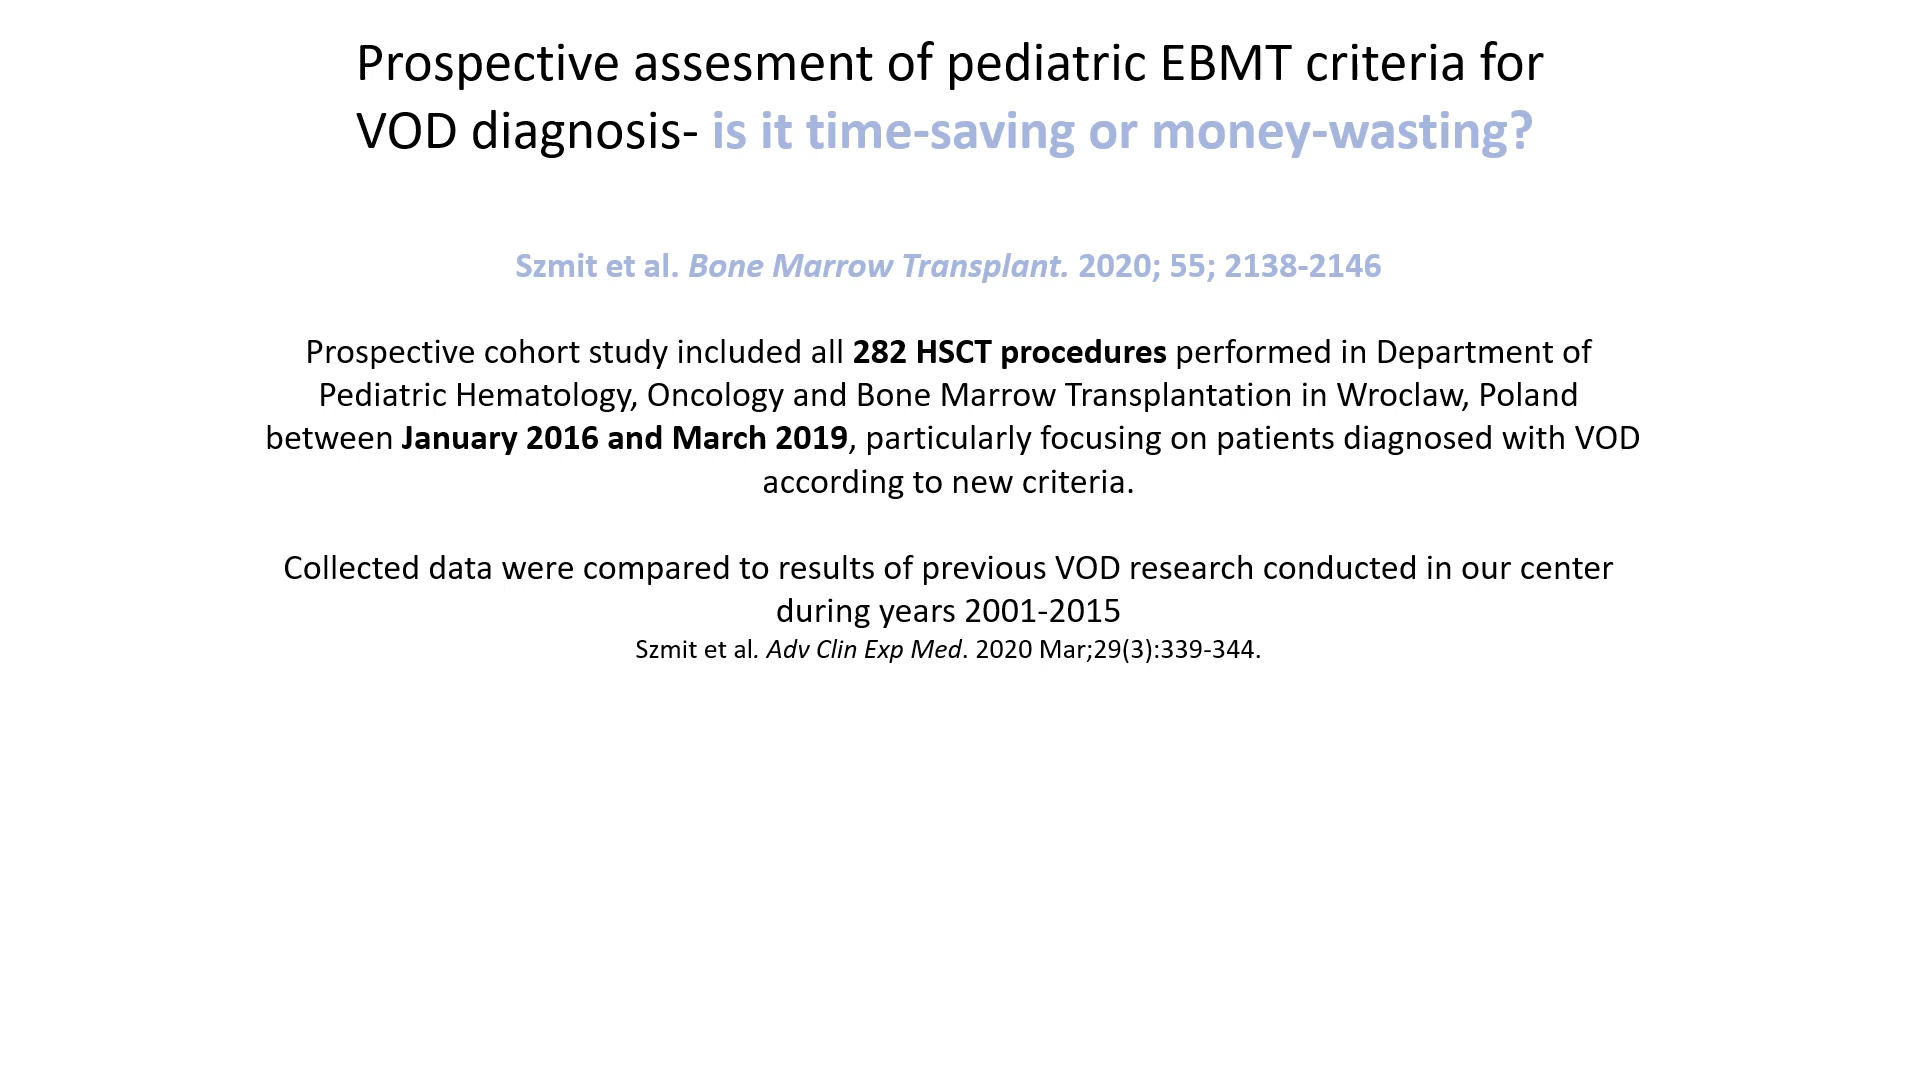 Prospective assesment of pediatric EBMT criteria for
VOD diagnosis- is it time-saving or money-wasting?
Szmit et al. Bone Marrow Transplant. 2020; 55; 2138-2146
Prospective cohort study included all 282 HSCT procedures performed in Department of
Pediatric Hematology, Oncology and Bone Marrow Transplantation in Wroclaw, Poland
between January 2016 and March 2019, particularly focusing on patients diagnosed with VOD
according to new criteria.
Collected data were compared to results of previous VOD research conducted in our center
during years 2001-2015
Szmit et al. Adv Clin Exp Med. 2020 Mar;29(3):339-344.